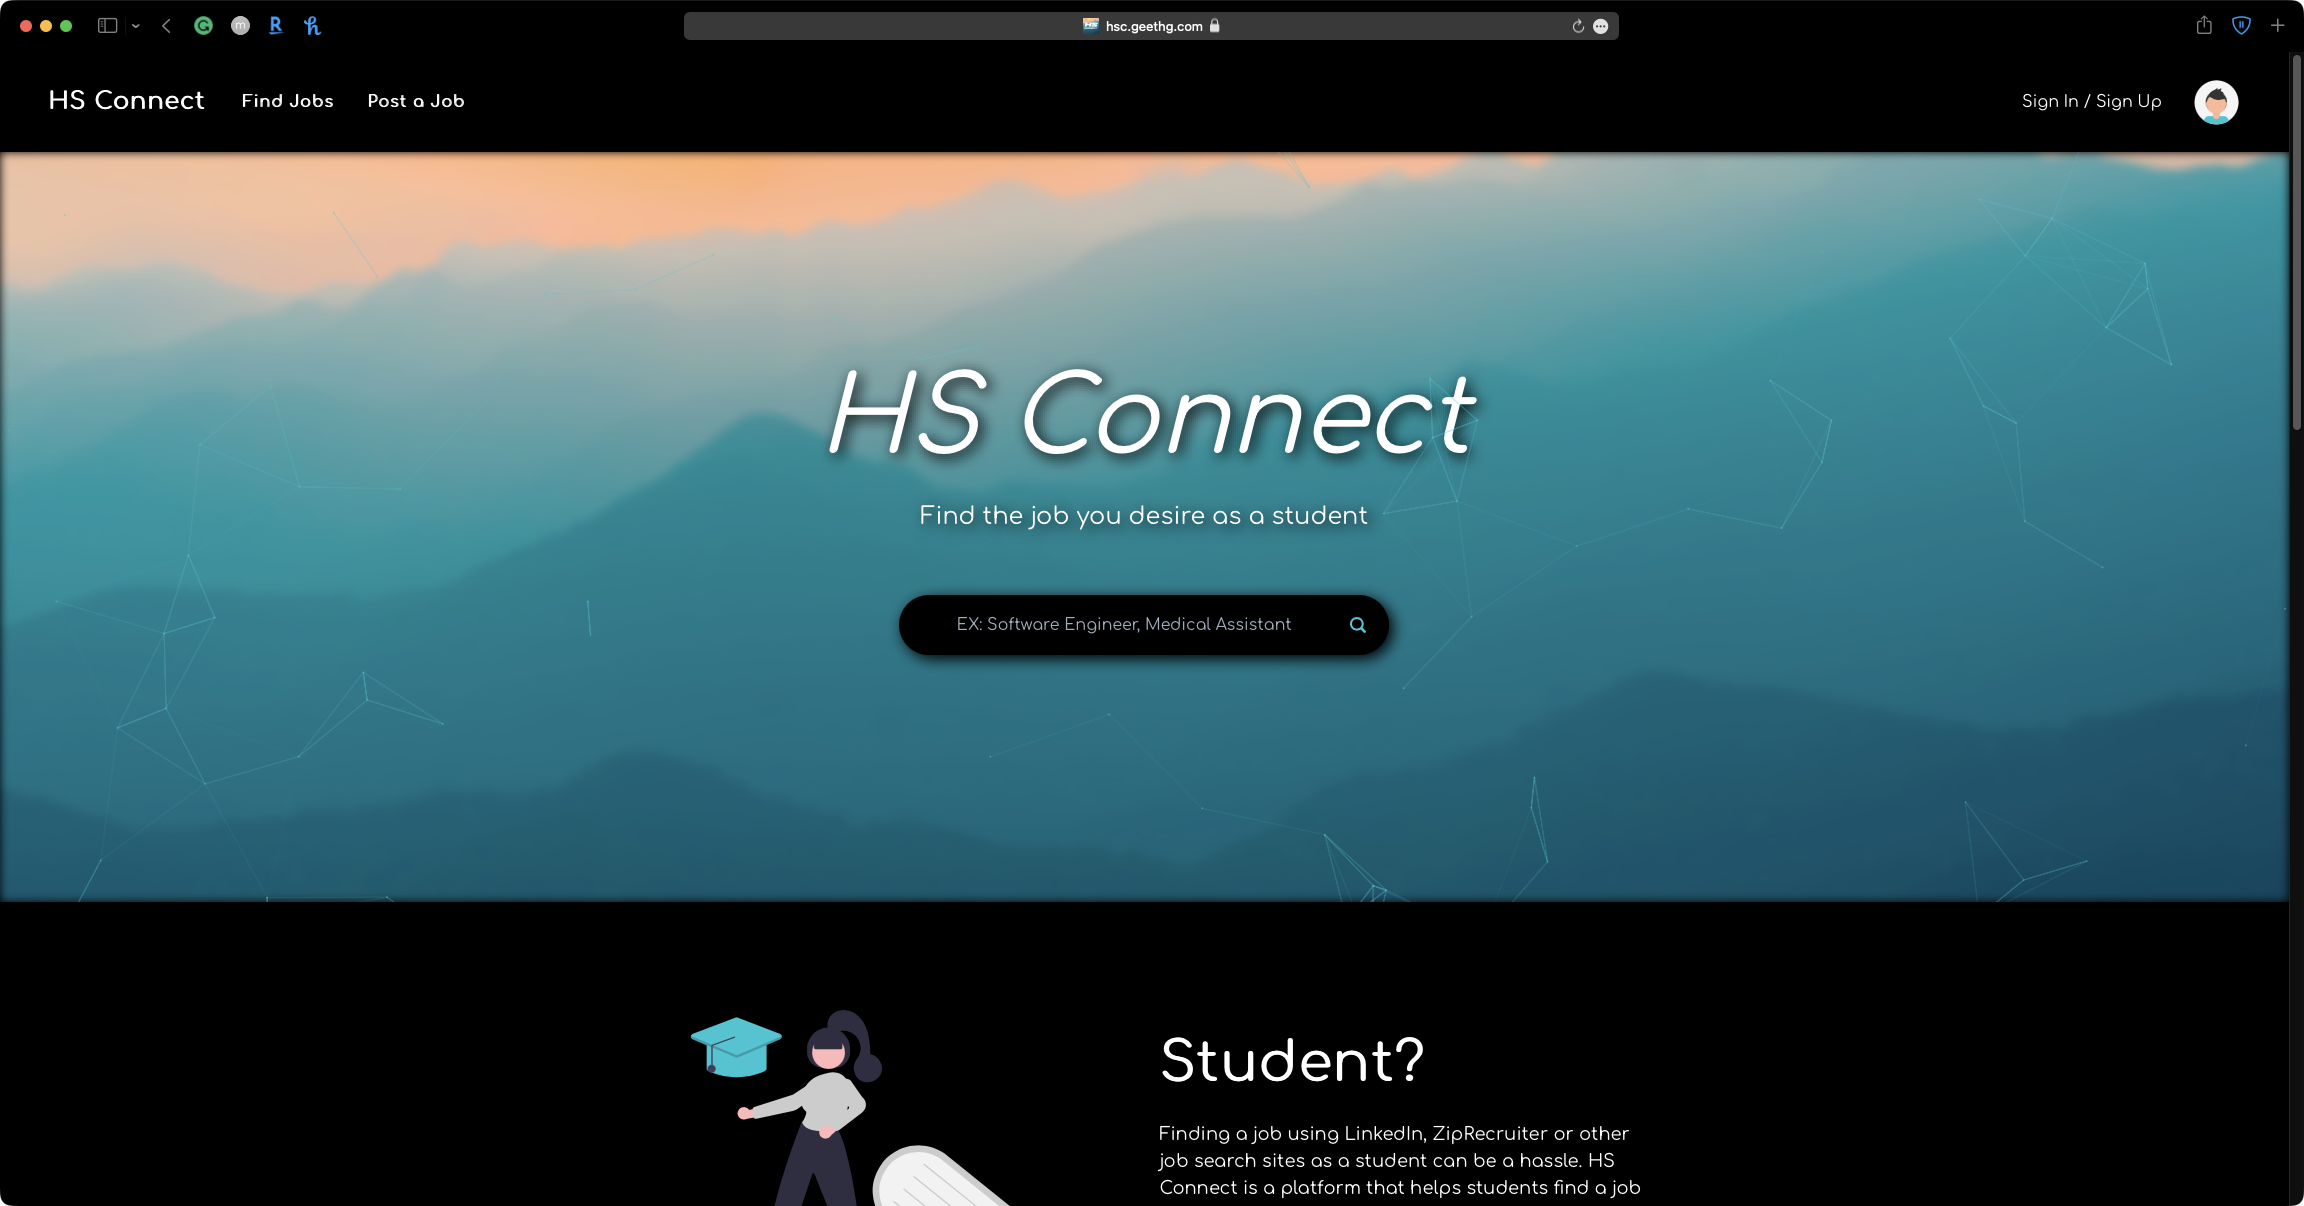 hsc.geethg.com
HS Connect
Find Jobs
Post a Job
Sign In / Sign Up
HS Connect
Find the job you desire as a student
EX: Software Engineer, Medical Assistant
Student?
Finding a job using LinkedIn, ZipRecruiter or other
job search sites as a student can be a hassle. HS
Connect is a platform that helps students find a job